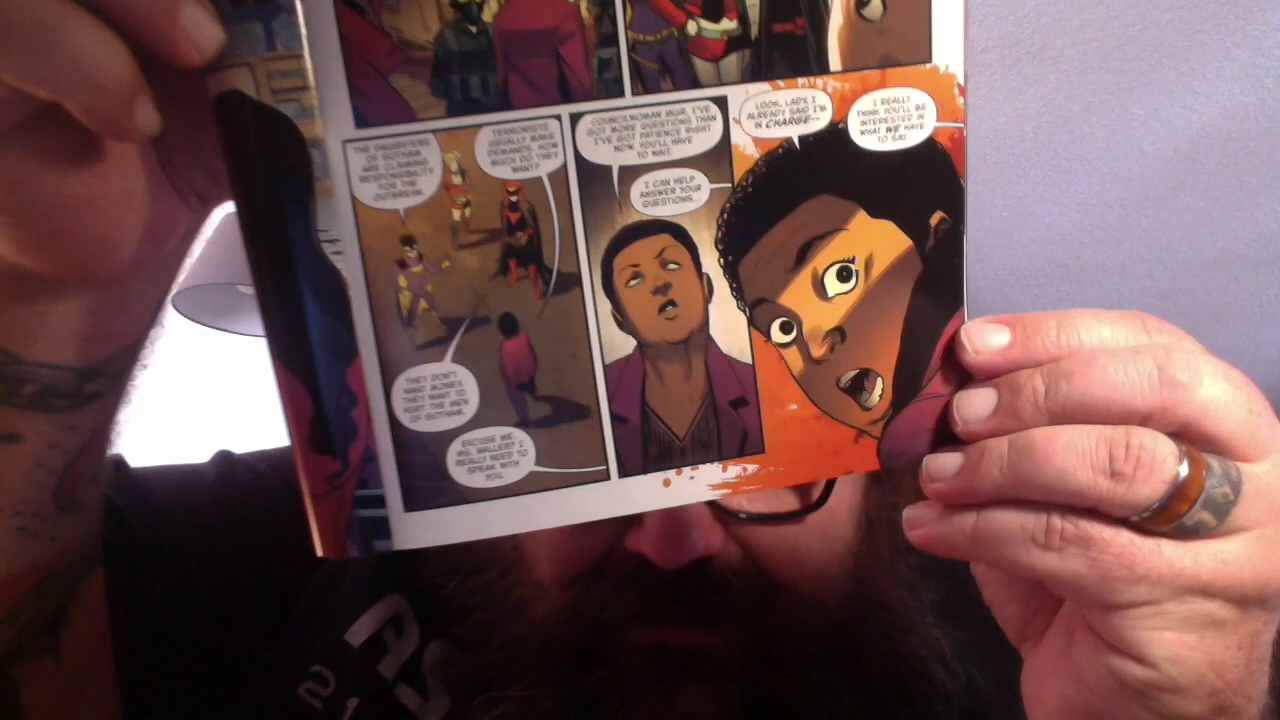 THE DAUGHTERS
OF GOTHAM
ARE CLAIMING
RESPONSIBILITY
FOR THE
OUTBREAK.
TERRORISTS
USUALLY MAKE
DEMANDS. HOW
MUCH DO THEY
WANT?
THEY DON'T
WANT MONEY.
THEY WANT TO
HURT THE MEN
OF GOTHAM.
EXCUSE ME,
MS. WALLER? I
REALLY NEED TO
SPEAK WITH
YOU.
COUNCILWOMAN MUIR, I'VE
GOT MORE QUESTIONS THAN
I'VE GOT PATIENCE RIGHT
NOW. YOU'LL HAVE
TO WAIT.
I CAN HELP
ANSWER YOUR
QUESTIONS...
LOOK, LADY, I
ALREADY SAID I'M
IN CHARGE--
I REALLY
THINK YOU'LL BE
INTERESTED IN
WHAT WE HAVE
TO SAY.
21